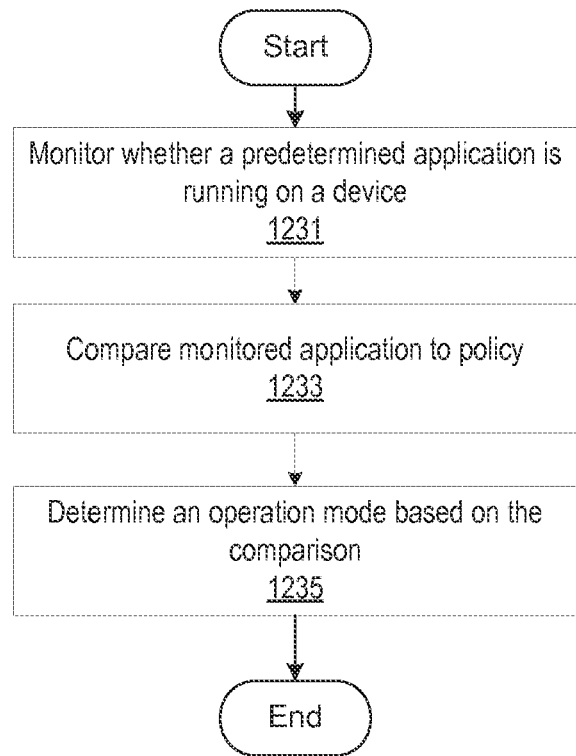 Start
Monitor whether a predetermined application is
running on a device
1231
Compare monitored application to policy
1233
Determine an operation mode based on the
comparison
1235
End